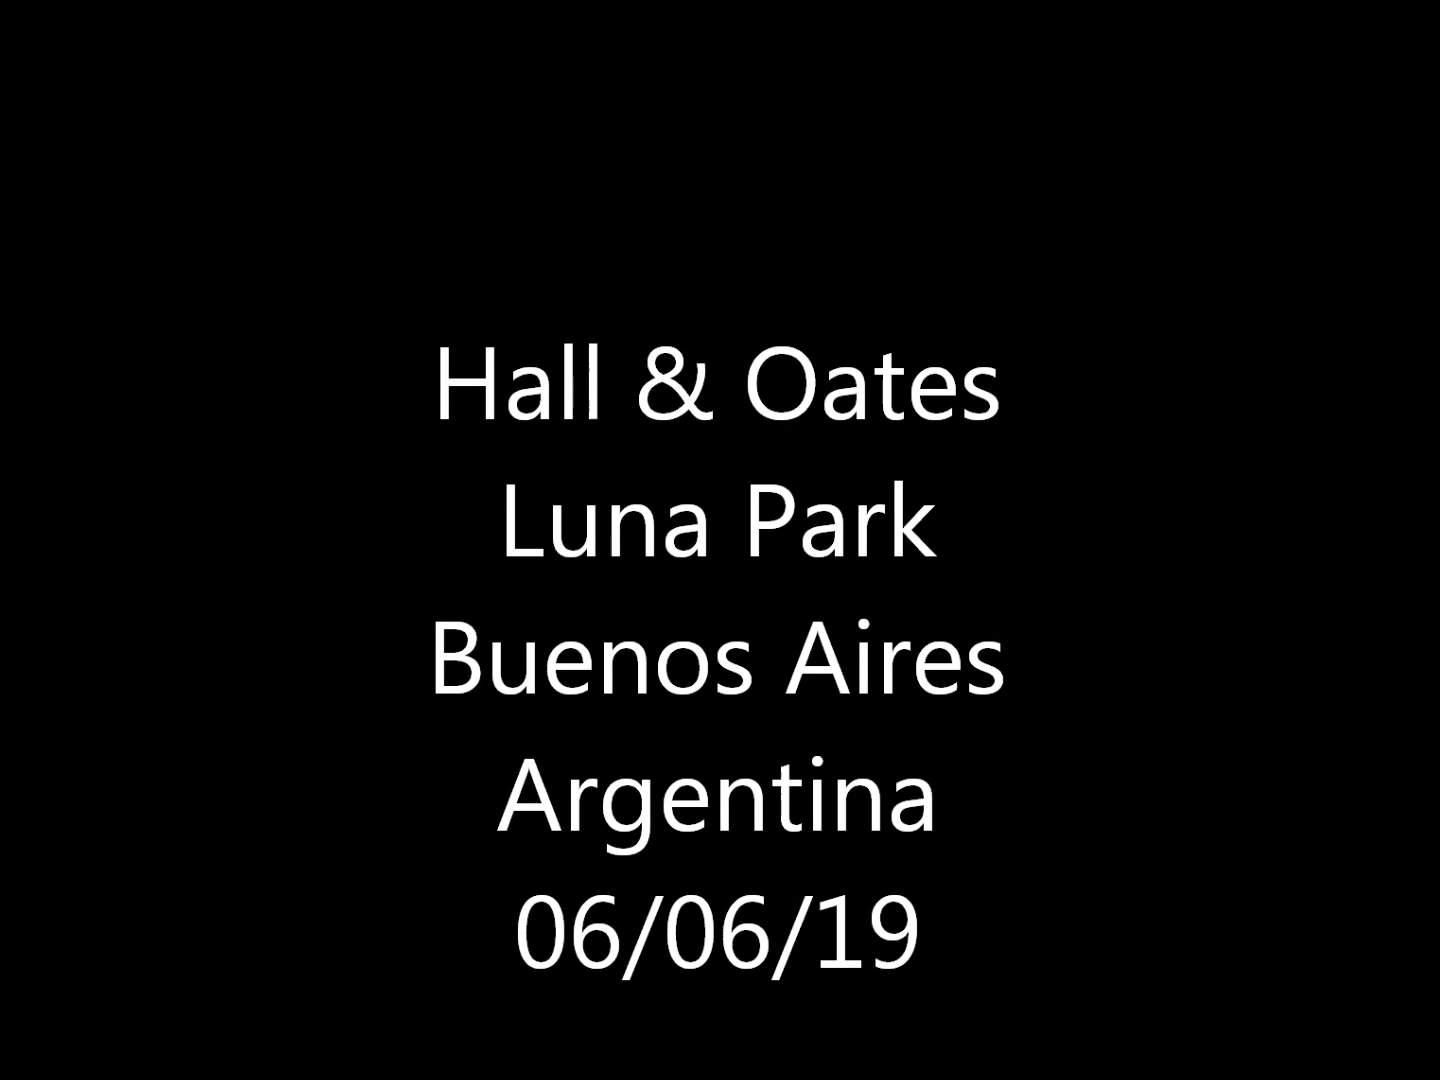 Hall & Oates
Luna Park
Buenos Aires
Argentina
06/06/19